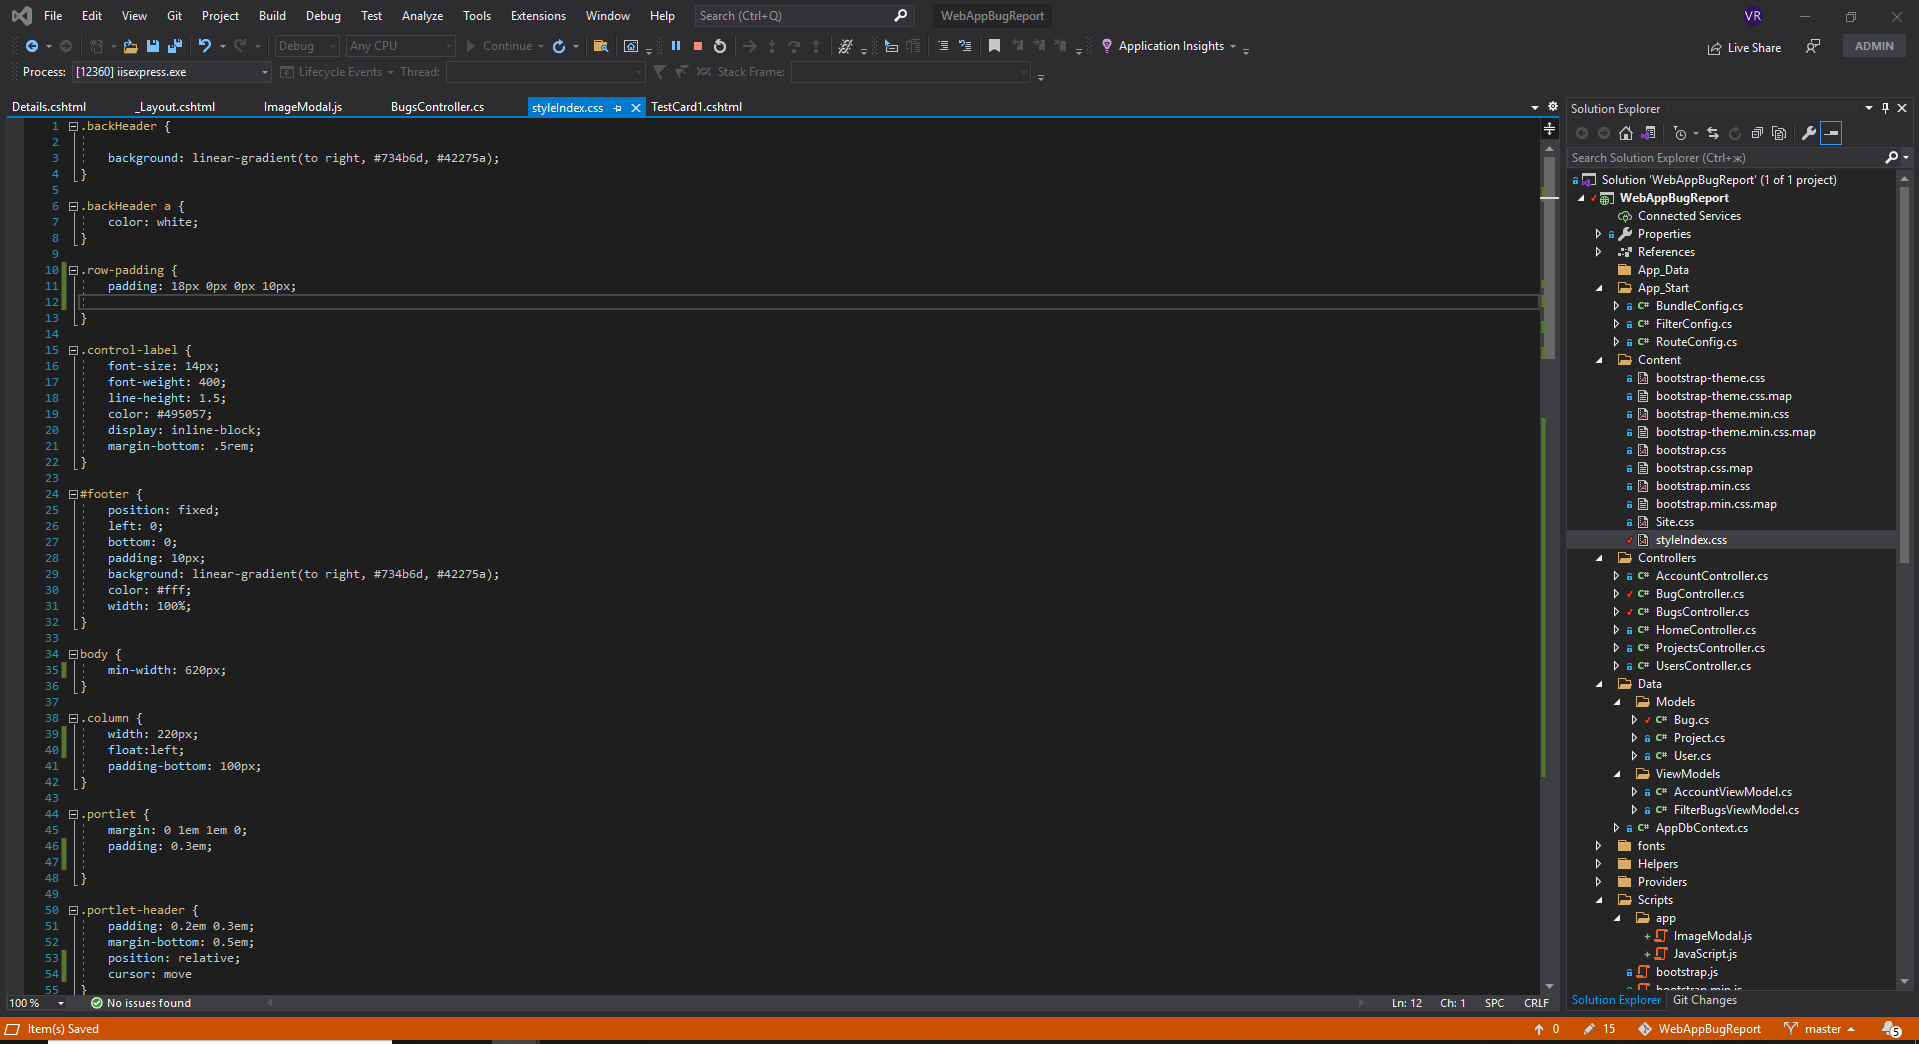 File Edit View Git Project Build Debug Test Analyze Tools Extensions Window Help Search (Ctrl+Q) WebAppBugReport VR
Debug Any CPU Continue Application Insights Live Share ADMIN
Process: [12360] iisexpress.exe Lifecycle Events Thread: Stack Frame:
Details.cshtml _Layout.cshtml ImageModal.js BugsController.cs styleIndex.css TestCard1.cshtml
1 .backHeader {
2
3 background: linear-gradient(to right, #734b6d, #42275a);
4 }
5
6 .backHeader a {
7 color: white;
8 }
9
10 .row-padding {
11 padding: 18px 0px 0px 10px;
12
13 }
14
15 .control-label {
16 font-size: 14px;
17 font-weight: 400;
18 line-height: 1.5;
19 color: #495057;
20 display: inline-block;
21 margin-bottom: .5rem;
22 }
23
24 #footer {
25 position: fixed;
26 left: 0;
27 bottom: 0;
28 padding: 10px;
29 background: linear-gradient(to right, #734b6d, #42275a);
30 color: #fff;
31 width: 100%;
32 }
33
34 body {
35 min-width: 620px;
36 }
37
38 .column {
39 width: 220px;
40 float:left;
41 padding-bottom: 100px;
42 }
43
44 .portlet {
45 margin: 0 1em 1em 0;
46 padding: 0.3em;
47
48 }
49
50 .portlet-header {
51 padding: 0.2em 0.3em;
52 margin-bottom: 0.5em;
53 position: relative;
54 cursor: move
55 }
100 % No issues found Ln: 12 Ch: 1 SPC CRLF
Solution Explorer
Search Solution Explorer (Ctrl+ж)
Solution 'WebAppBugReport' (1 of 1 project)
WebAppBugReport
Connected Services
Properties
References
App_Data
App_Start
C# BundleConfig.cs
C# FilterConfig.cs
C# RouteConfig.cs
Content
bootstrap-theme.css
bootstrap-theme.css.map
bootstrap-theme.min.css
bootstrap-theme.min.css.map
bootstrap.css
bootstrap.css.map
bootstrap.min.css
bootstrap.min.css.map
Site.css
styleIndex.css
Controllers
C# AccountController.cs
C# BugController.cs
C# BugsController.cs
C# HomeController.cs
C# ProjectsController.cs
C# UsersController.cs
Data
Models
C# Bug.cs
C# Project.cs
C# User.cs
ViewModels
C# AccountViewModel.cs
C# FilterBugsViewModel.cs
C# AppDbContext.cs
fonts
Helpers
Providers
Scripts
app
ImageModal.js
JavaScript.js
bootstrap.js
bootstrap.min.js
Solution Explorer Git Changes
Item(s) Saved 0 15 WebAppBugReport master 5